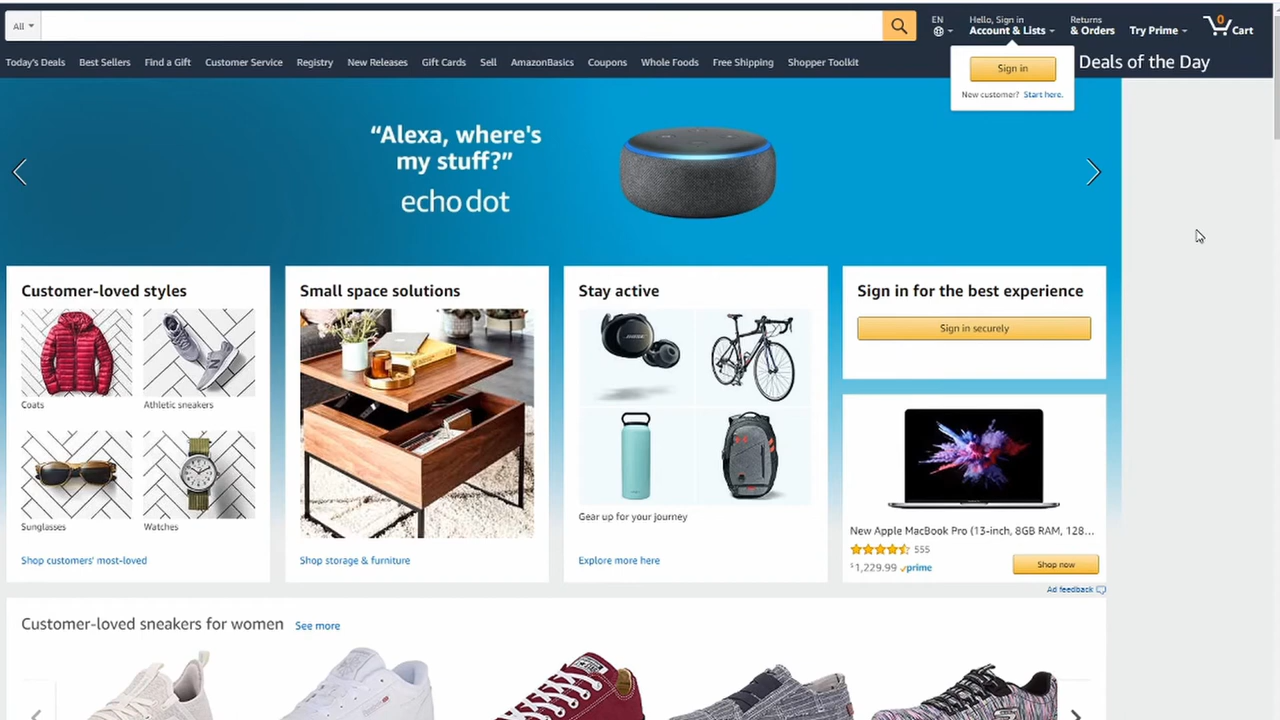 All
EN
Hello, Sign in
Account & Lists
Returns
& Orders
Try Prime
0
Cart
Today's Deals
Best Sellers
Find a Gift
Customer Service
Registry
New Releases
Gift Cards
Sell
AmazonBasics
Coupons
Whole Foods
Free Shipping
Shopper Toolkit
Deals of the Day
Sign in
New customer? Start here.
“Alexa, where's
my stuff?”
echo dot
Customer-loved styles
Coats
Athletic sneakers
Sunglasses
Watches
Shop customers' most-loved
Small space solutions
Shop storage & furniture
Stay active
BOSE
Gear up for your journey
Explore more here
Sign in for the best experience
Sign in securely
New Apple MacBook Pro (13-inch, 8GB RAM, 128...
555
$1,229.99 prime
Shop now
Ad feedback
Customer-loved sneakers for women
See more